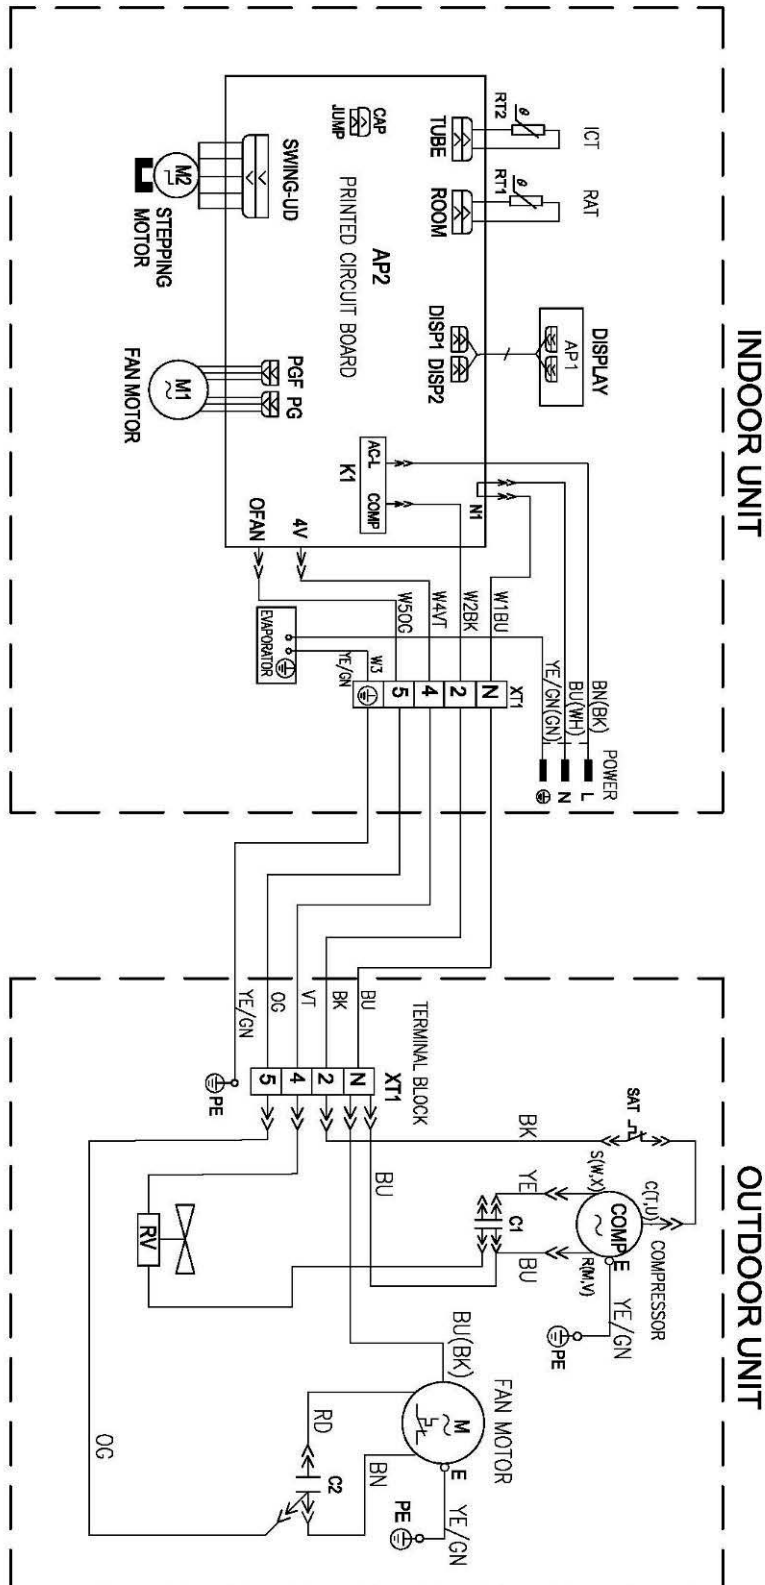 INDOOR UNIT
ICT
RAT
RT2
θ
RT1
θ
TUBE
ROOM
CAP
JUMP
DISPLAY
AP1
DISP1 DISP2
AP2
PRINTED CIRCUIT BOARD
SWING-UD
M2
STEPPING
MOTOR
PGF PG
M1
FAN MOTOR
AC-L
COMP
K1
N1
OFAN
4V
W5OG
W4VT
W2BK
W1BU
EVAPORATOR
W3
YE/GN
5
4
2
N
XT1
YE/GN(GN)
BU(WH)
BN(BK)
POWER
L
N
OUTDOOR UNIT
YE/GN
OG
VT
BK
BU
TERMINAL BLOCK
XT1
5
4
2
N
PE
SAT
BK
BU
S(W,X)
C(T,U)
YE
C1
BU
COMP
E
R(M,V)
COMPRESSOR
YE/GN
PE
RV
BU(BK)
FAN MOTOR
M
E
RD
BN
C2
PE
YE/GN
OG